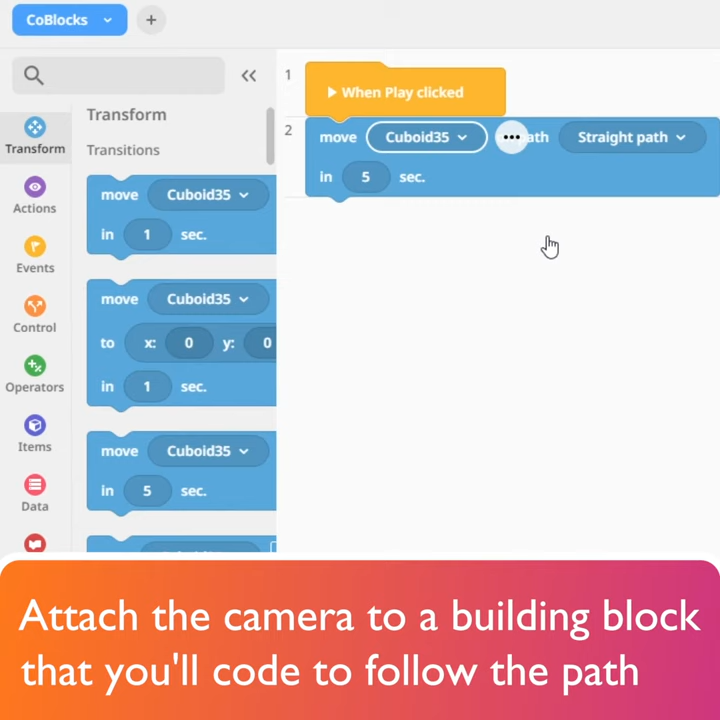 CoBlocks
+
Transform
Actions
Events
Control
Operators
Items
Data
Transform
Transitions
move Cuboid35
in 1 sec.
move Cuboid35
to x: 0 y: 0
in 1 sec.
move Cuboid35
in 5 sec.
1
When Play clicked
2
move Cuboid35 ath Straight path
in 5 sec.
Attach the camera to a building block
that you'll code to follow the path